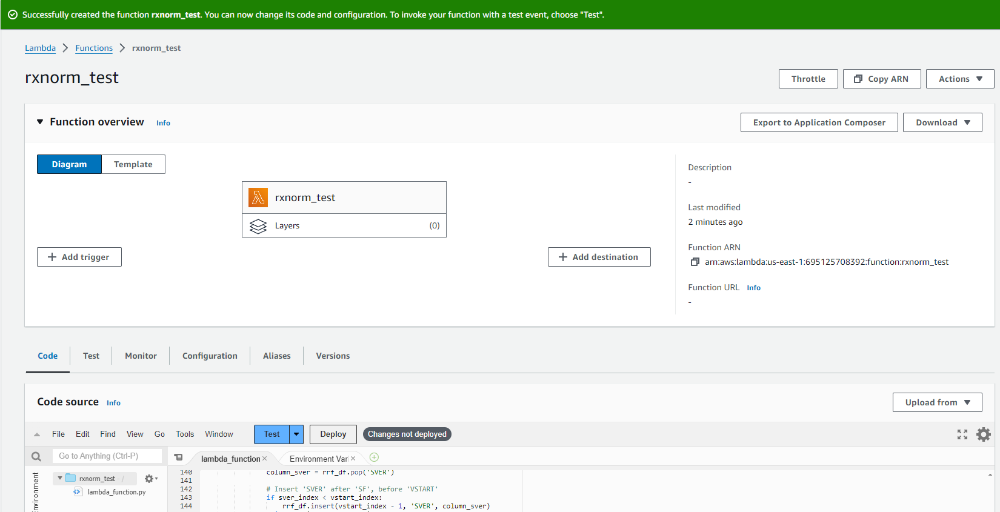 Successfully created the function rxnorm_test. You can now change its code and configuration. To invoke your function with a test event, choose "Test".
Lambda > Functions > rxnorm_test
rxnorm_test
Throttle
Copy ARN
Actions
Function overview Info
Export to Application Composer
Download
Diagram
Template
rxnorm_test
Layers (0)
+ Add trigger
+ Add destination
Description
-
Last modified
2 minutes ago
Function ARN
arn:aws:lambda:us-east-1:695125708392:function:rxnorm_test
Function URL Info
-
Code
Test
Monitor
Configuration
Aliases
Versions
Code source Info
Upload from
File Edit Find View Go Tools Window
Test
Deploy
Changes not deployed
Go to Anything (Ctrl-P)
lambda_function ×
Environment Var ×
rxnorm_test - /
lambda_function.py
140 column_sver = rrf_df.pop('SVER')
141
142 # Insert 'SVER' after 'SF', before 'VSTART'
143 if sver_index < vstart_index:
144 rrf_df.insert(vstart_index - 1, 'SVER', column_sver)